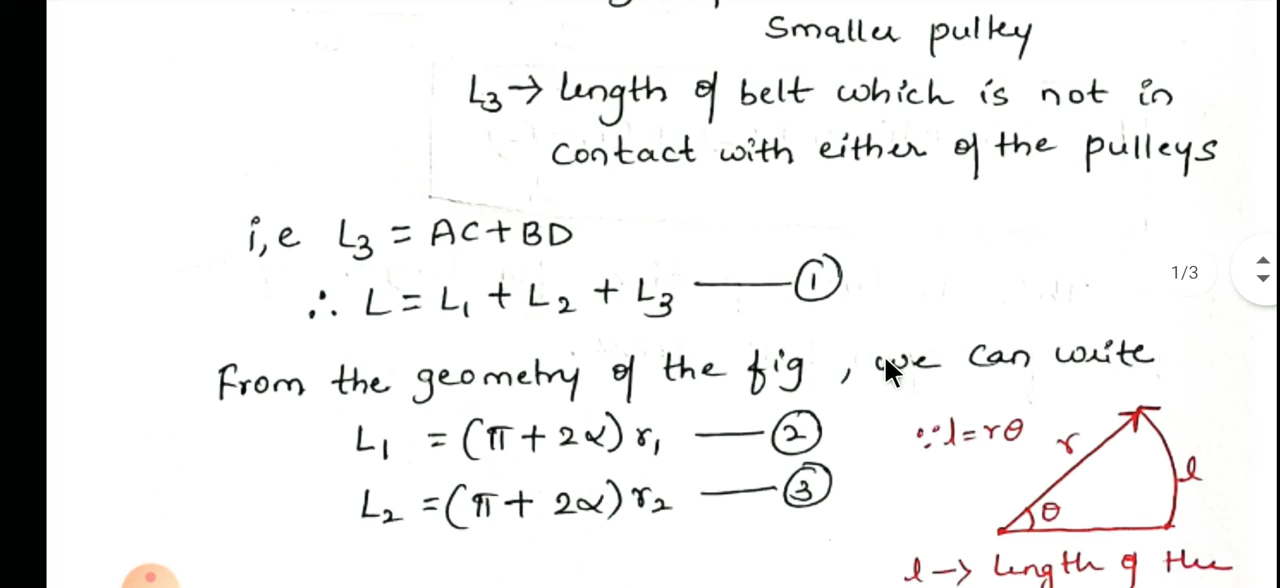 Smaller pulley
L3 → length of belt which is not in
contact with either of the pulleys
i,e L3 = AC + BD
1/3
∴ L = L1 + L2 + L3 —— ①
From the geometry of the fig , we can write
L1 = (π + 2α) r1 —— ②
∵ l = rθ
r
l
L2 = (π + 2α) r2 —— ③
θ
l → length of the